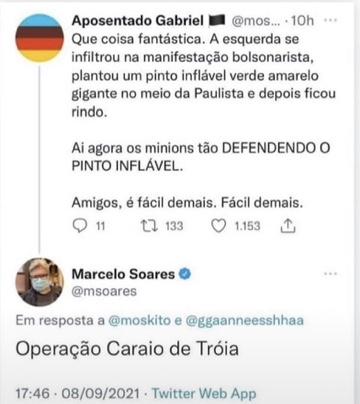 Aposentado Gabriel 🏴 @mos... · 10h ...
Que coisa fantástica. A esquerda se
infiltrou na manifestação bolsonarista,
plantou um pinto inflável verde amarelo
gigante no meio da Paulista e depois ficou
rindo.
Ai agora os minions tão DEFENDENDO O
PINTO INFLÁVEL.
Amigos, é fácil demais. Fácil demais.
11 133 1.153
Marcelo Soares ...
@msoares
Em resposta a @moskito e @ggaanneesshhaa
Operação Caraio de Tróia
17:46 · 08/09/2021 · Twitter Web App